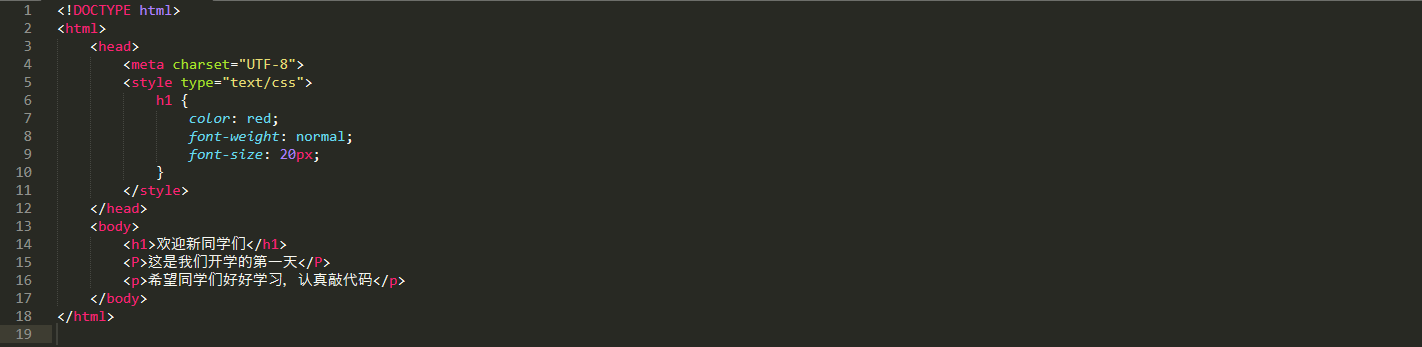 1 <!DOCTYPE html>
2 <html>
3 <head>
4 <meta charset="UTF-8">
5 <style type="text/css">
6 h1 {
7 color: red;
8 font-weight: normal;
9 font-size: 20px;
10 }
11 </style>
12 </head>
13 <body>
14 <h1>欢迎新同学们</h1>
15 <P>这是我们开学的第一天</P>
16 <p>希望同学们好好学习，认真敲代码</p>
17 </body>
18 </html>
19